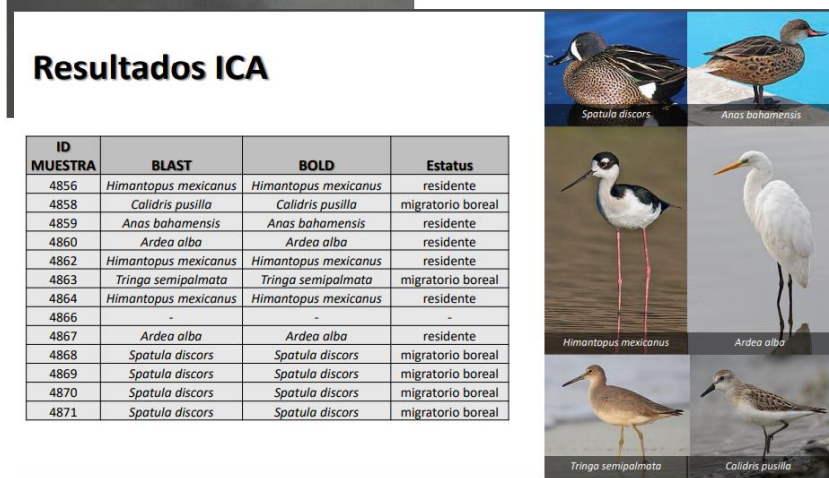 Resultados ICA
ID MUESTRA BLAST BOLD Estatus
4856 Himantopus mexicanus Himantopus mexicanus residente
4858 Calidris pusilla Calidris pusilla migratorio boreal
4859 Anas bahamensis Anas bahamensis residente
4860 Ardea alba Ardea alba residente
4862 Himantopus mexicanus Himantopus mexicanus residente
4863 Tringa semipalmata Tringa semipalmata migratorio boreal
4864 Himantopus mexicanus Himantopus mexicanus residente
4866 - - -
4867 Ardea alba Ardea alba residente
4868 Spatula discors Spatula discors migratorio boreal
4869 Spatula discors Spatula discors migratorio boreal
4870 Spatula discors Spatula discors migratorio boreal
4871 Spatula discors Spatula discors migratorio boreal
Spatula discors Anas bahamensis
Himantopus mexicanus Ardea alba
Tringa semipalmata Calidris pusilla